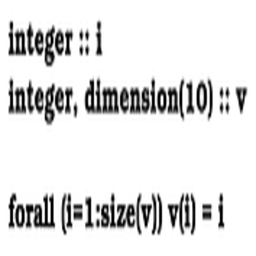 integer :: i
integer, dimension(10) :: v
forall (i=1:size(v)) v(i) = i